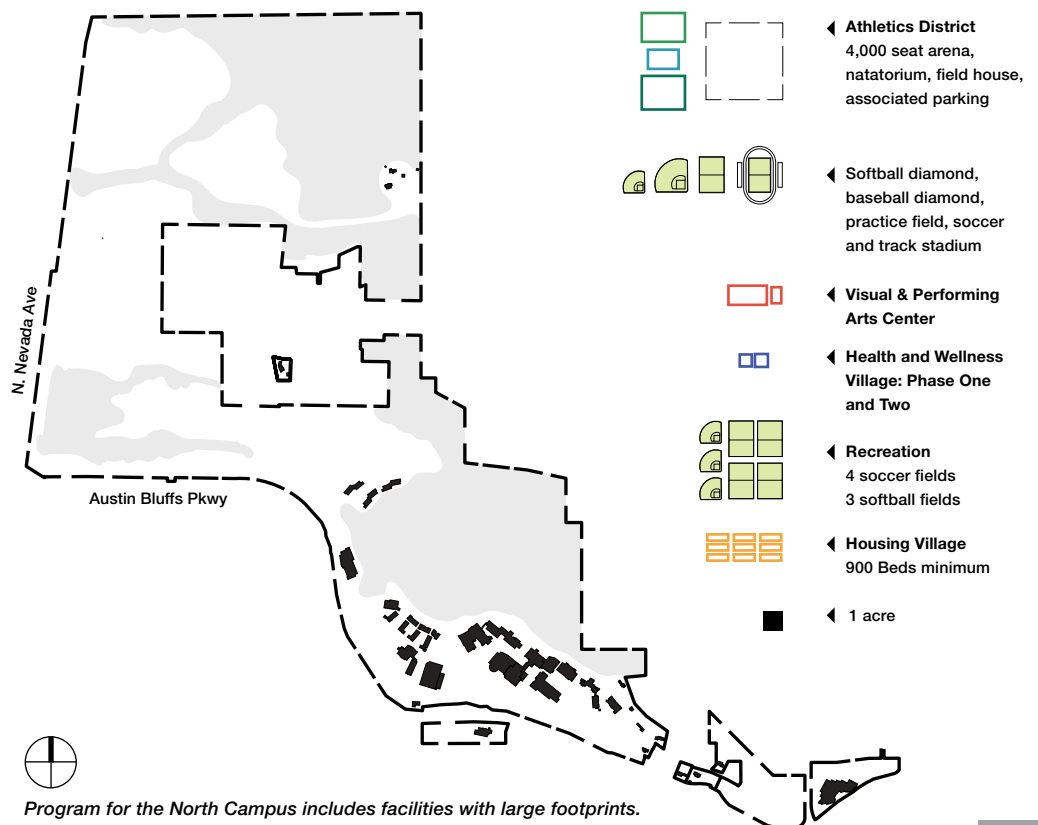 Athletics District
4,000 seat arena,
natatorium, field house,
associated parking
Softball diamond,
baseball diamond,
practice field, soccer
and track stadium
Visual & Performing
Arts Center
Health and Wellness
Village: Phase One
and Two
Recreation
4 soccer fields
3 softball fields
Housing Village
900 Beds minimum
1 acre
N. Nevada Ave
Austin Bluffs Pkwy
Program for the North Campus includes facilities with large footprints.